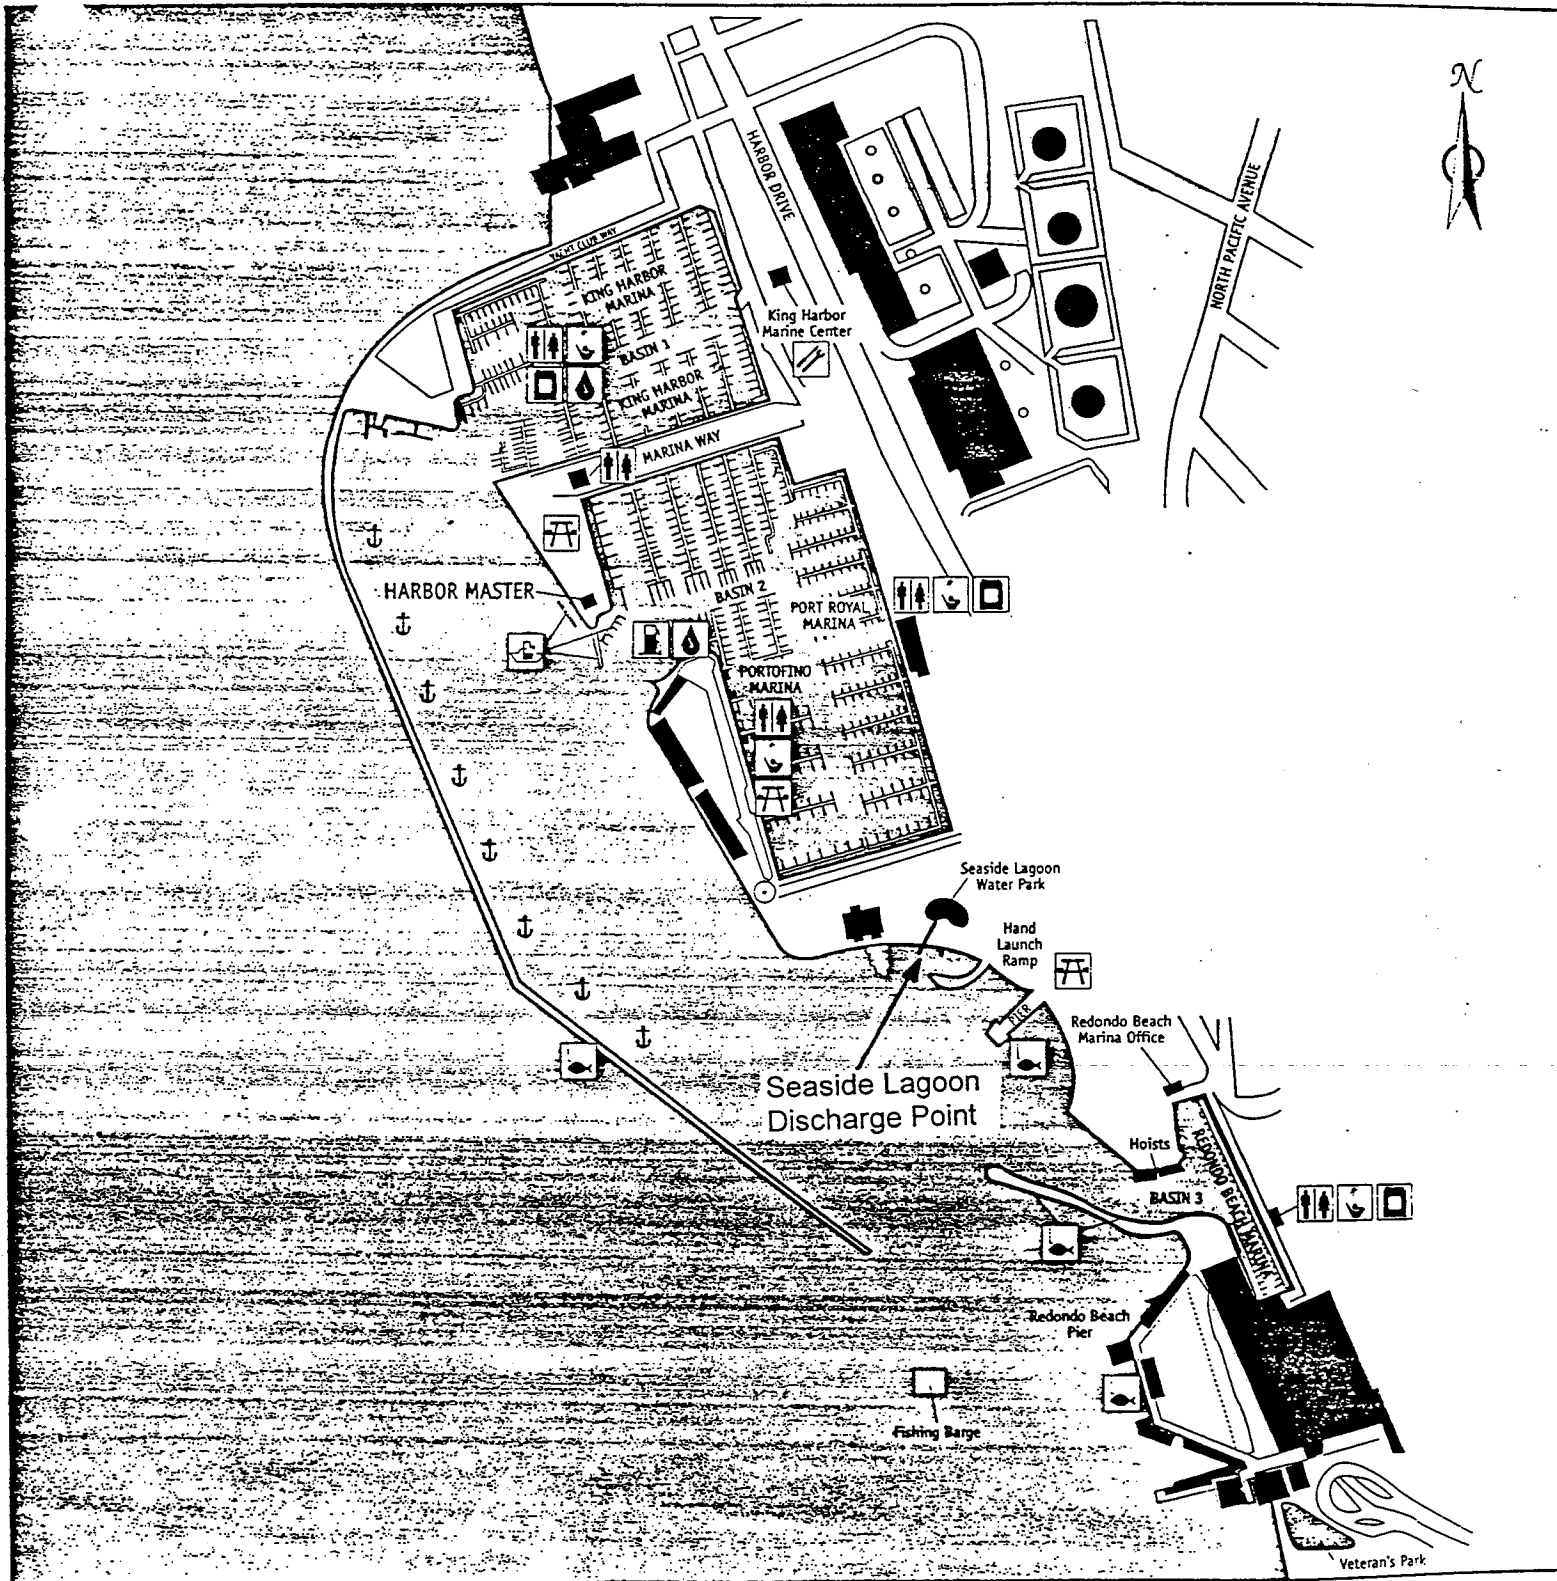 N
HARBOR DRIVE
NORTH PACIFIC AVENUE
YACHT CLUB WAY
KING HARBOR
MARINA
King Harbor
Marine Center
BASIN 1
KING HARBOR
MARINA
MARINA WAY
HARBOR MASTER
BASIN 2
PORT ROYAL
MARINA
PORTOFINO
MARINA
Seaside Lagoon
Water Park
Hand
Launch
Ramp
PIER
Redondo Beach
Marina Office
Seaside Lagoon
Discharge Point
Hoists
REDONDO BEACH MARINA
BASIN 3
Redondo Beach
Pier
Fishing Barge
Veteran's Park